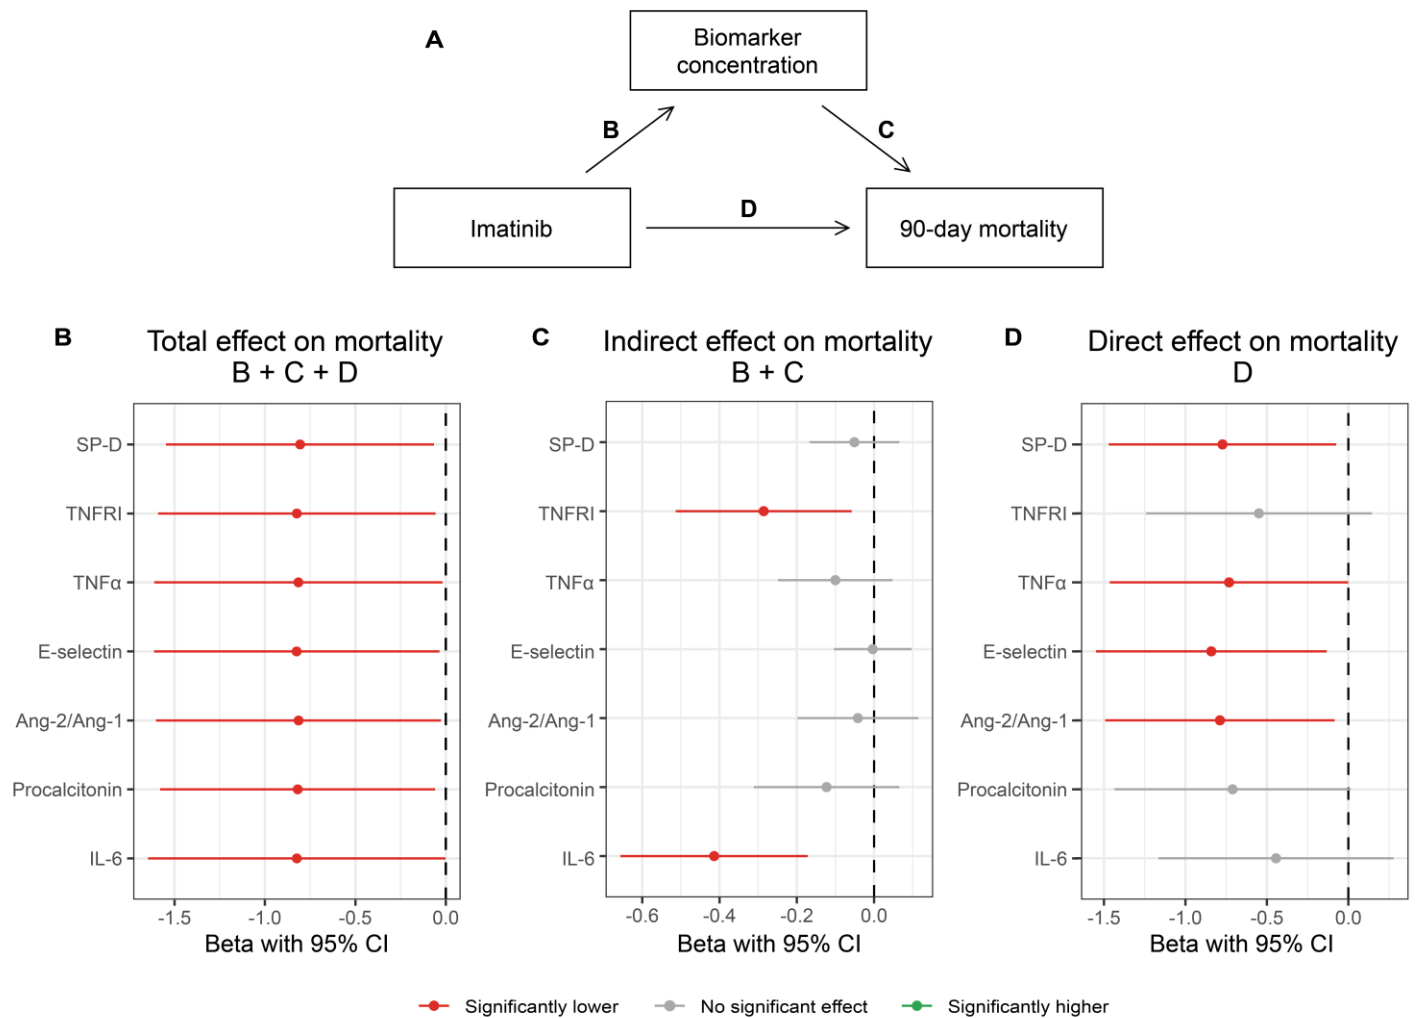 A
Biomarker
concentration
B
C
Imatinib
D
90-day mortality
B
Total effect on mortality
B + C + D
SP-D
TNFRI
TNFα
E-selectin
Ang-2/Ang-1
Procalcitonin
IL-6
-1.5
-1.0
-0.5
0.0
Beta with 95% CI
C
Indirect effect on mortality
B + C
SP-D
TNFRI
TNFα
E-selectin
Ang-2/Ang-1
Procalcitonin
IL-6
-0.6
-0.4
-0.2
0.0
Beta with 95% CI
D
Direct effect on mortality
D
SP-D
TNFRI
TNFα
E-selectin
Ang-2/Ang-1
Procalcitonin
IL-6
-1.5
-1.0
-0.5
0.0
Beta with 95% CI
Significantly lower
No significant effect
Significantly higher